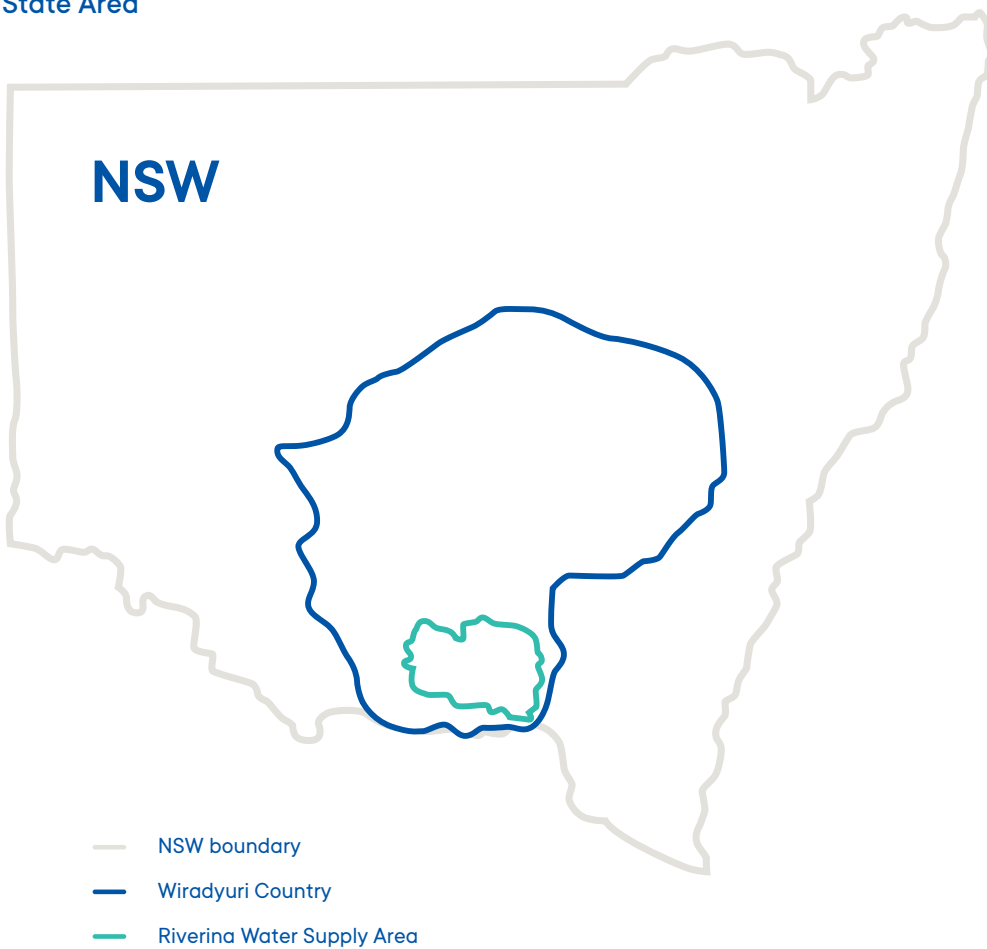 State Area
NSW
NSW boundary
Wiradyuri Country
Riverina Water Supply Area